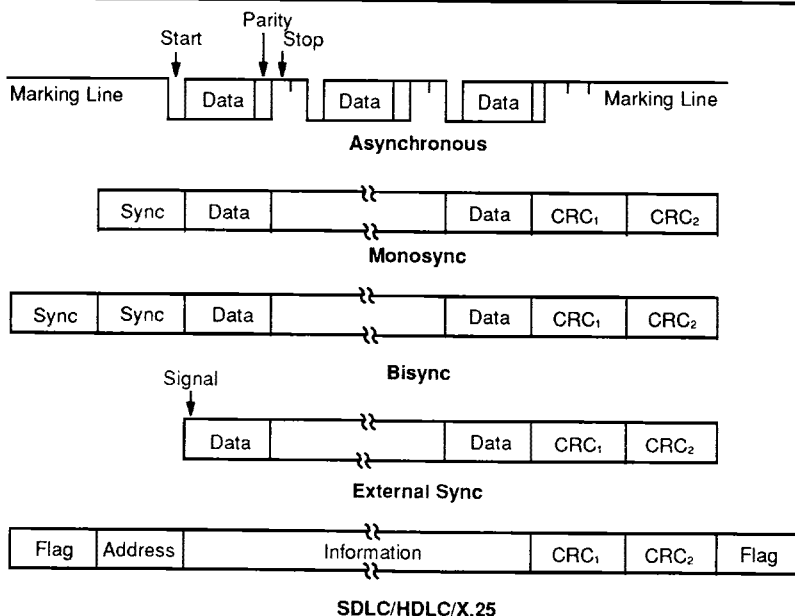 Parity
Start Stop
Marking Line Data Data Data Marking Line
Asynchronous
Sync Data Data CRC₁ CRC₂
Monosync
Sync Sync Data Data CRC₁ CRC₂
Bisync
Signal
Data Data CRC₁ CRC₂
External Sync
Flag Address Information CRC₁ CRC₂ Flag
SDLC/HDLC/X.25